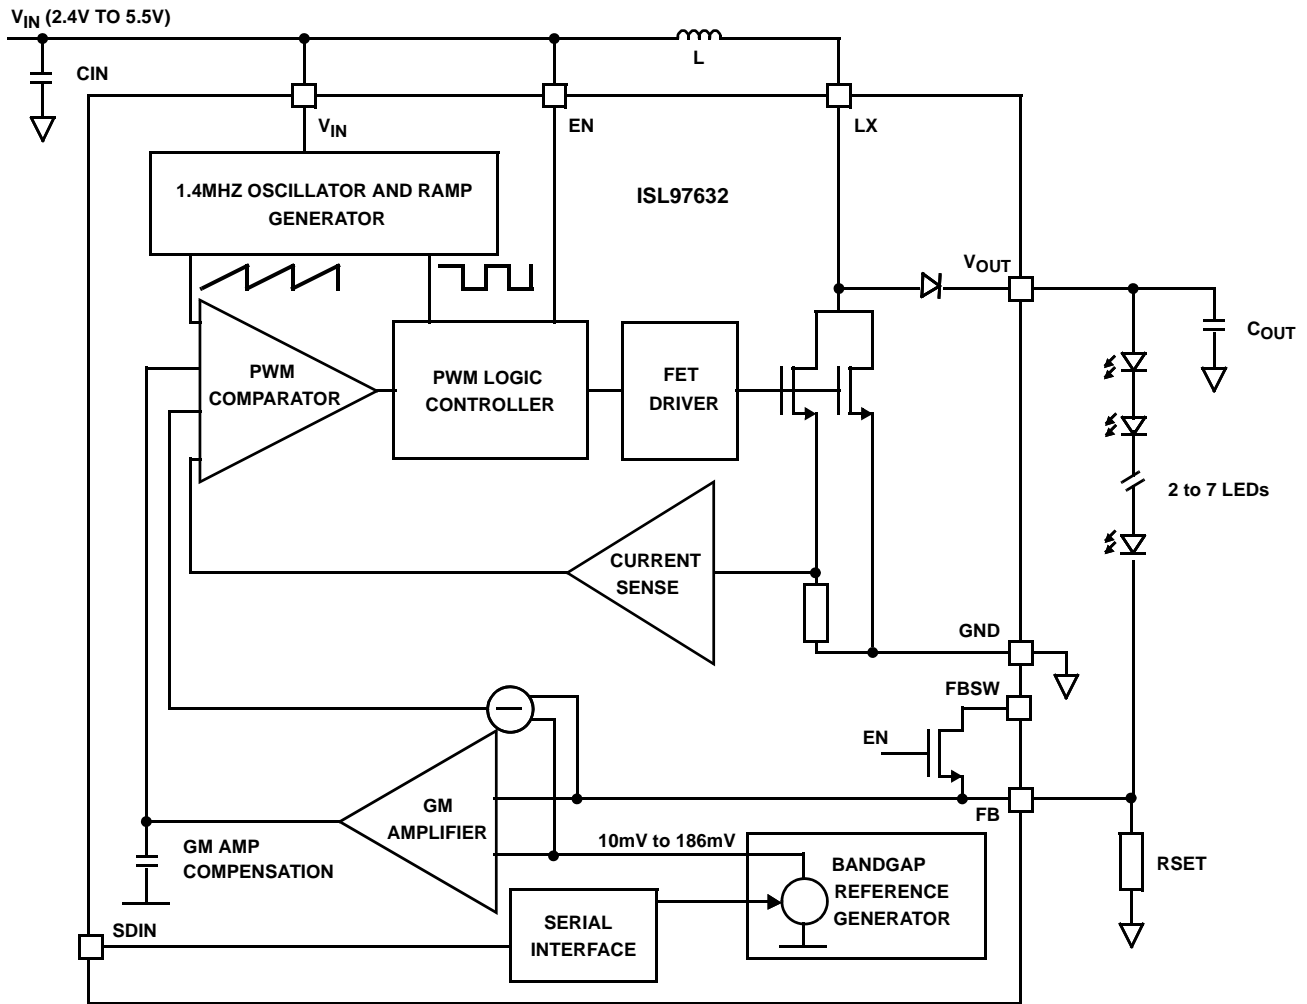 VIN (2.4V TO 5.5V)
CIN
L
VIN
EN
LX
1.4MHZ OSCILLATOR AND RAMP
GENERATOR
ISL97632
VOUT
COUT
PWM
COMPARATOR
PWM LOGIC
CONTROLLER
FET
DRIVER
2 to 7 LEDs
CURRENT
SENSE
GND
FBSW
EN
FB
GM
AMPLIFIER
10mV to 186mV
GM AMP
COMPENSATION
BANDGAP
REFERENCE
GENERATOR
RSET
SDIN
SERIAL
INTERFACE